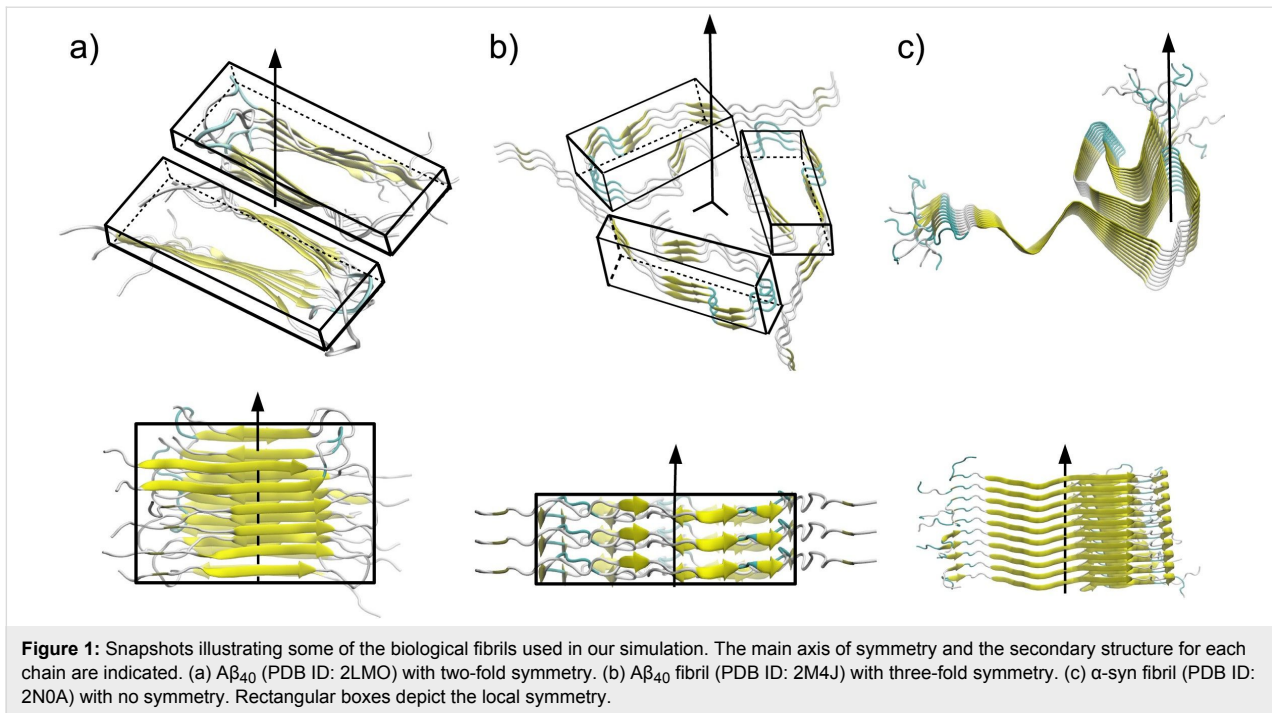 a)
b)
c)
Figure 1: Snapshots illustrating some of the biological fibrils used in our simulation. The main axis of symmetry and the secondary structure for each
chain are indicated. (a) Aβ40 (PDB ID: 2LMO) with two-fold symmetry. (b) Aβ40 fibril (PDB ID: 2M4J) with three-fold symmetry. (c) α-syn fibril (PDB ID:
2N0A) with no symmetry. Rectangular boxes depict the local symmetry.